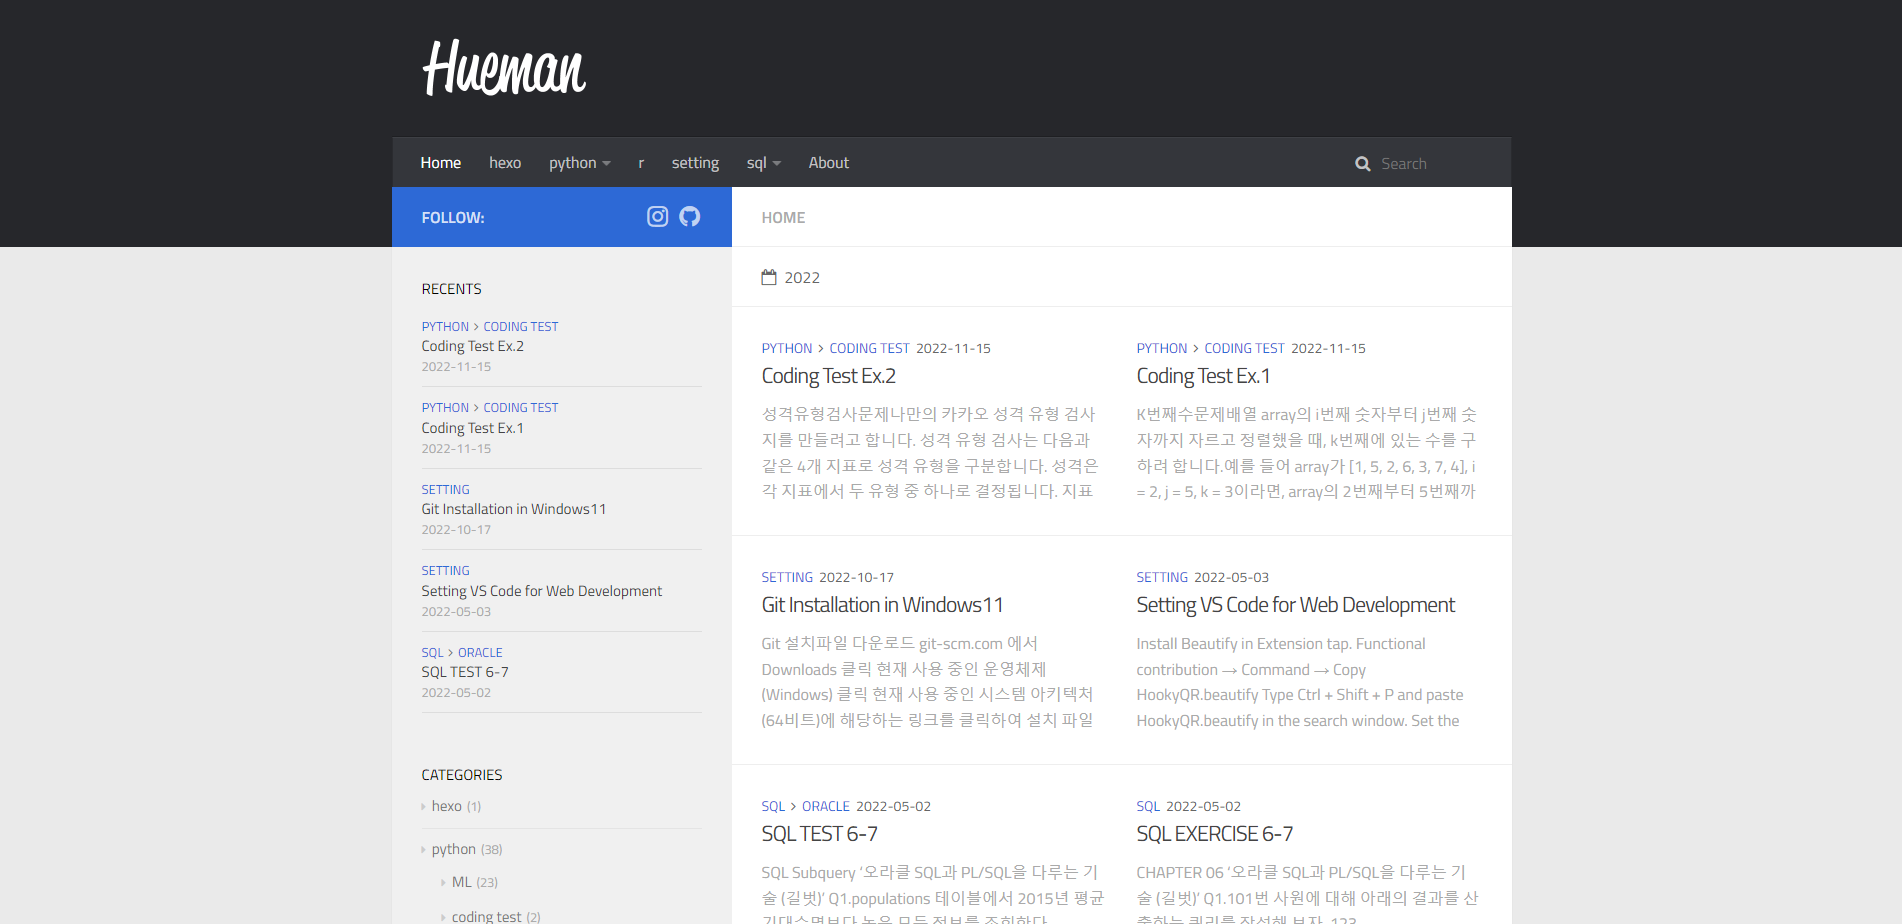 Hueman
Home hexo python r setting sql About Search
FOLLOW:
HOME
2022
RECENTS
PYTHON > CODING TEST
Coding Test Ex.2
2022-11-15
PYTHON > CODING TEST
Coding Test Ex.1
2022-11-15
SETTING
Git Installation in Windows11
2022-10-17
SETTING
Setting VS Code for Web Development
2022-05-03
SQL > ORACLE
SQL TEST 6-7
2022-05-02
CATEGORIES
hexo (1)
python (38)
ML (23)
coding test (2)
PYTHON > CODING TEST 2022-11-15
Coding Test Ex.2
성격유형검사문제나만의 카카오 성격 유형 검사
지를 만들려고 합니다. 성격 유형 검사는 다음과
같은 4개 지표로 성격 유형을 구분합니다. 성격은
각 지표에서 두 유형 중 하나로 결정됩니다. 지표
PYTHON > CODING TEST 2022-11-15
Coding Test Ex.1
K번째수문제배열 array의 i번째 숫자부터 j번째 숫
자까지 자르고 정렬했을 때, k번째에 있는 수를 구
하려 합니다.예를 들어 array가 [1, 5, 2, 6, 3, 7, 4], i
= 2, j = 5, k = 3이라면, array의 2번째부터 5번째까
SETTING 2022-10-17
Git Installation in Windows11
Git 설치파일 다운로드 git-scm.com 에서
Downloads 클릭 현재 사용 중인 운영체제
(Windows) 클릭 현재 사용 중인 시스템 아키텍처
(64비트)에 해당하는 링크를 클릭하여 설치 파일
SETTING 2022-05-03
Setting VS Code for Web Development
Install Beautify in Extension tap. Functional
contribution → Command → Copy
HookyQR.beautify Type Ctrl + Shift + P and paste
HookyQR.beautify in the search window. Set the
SQL > ORACLE 2022-05-02
SQL TEST 6-7
SQL Subquery ‘오라클 SQL과 PL/SQL을 다루는 기
술 (길벗)’ Q1.populations 테이블에서 2015년 평균
기대수명보다 높은 모든 정보를 조회한다
SQL 2022-05-02
SQL EXERCISE 6-7
CHAPTER 06 ‘오라클 SQL과 PL/SQL을 다루는 기
술 (길벗)’ Q1.101번 사원에 대해 아래의 결과를 산
출하는 쿼리를 작성해 보자. 123